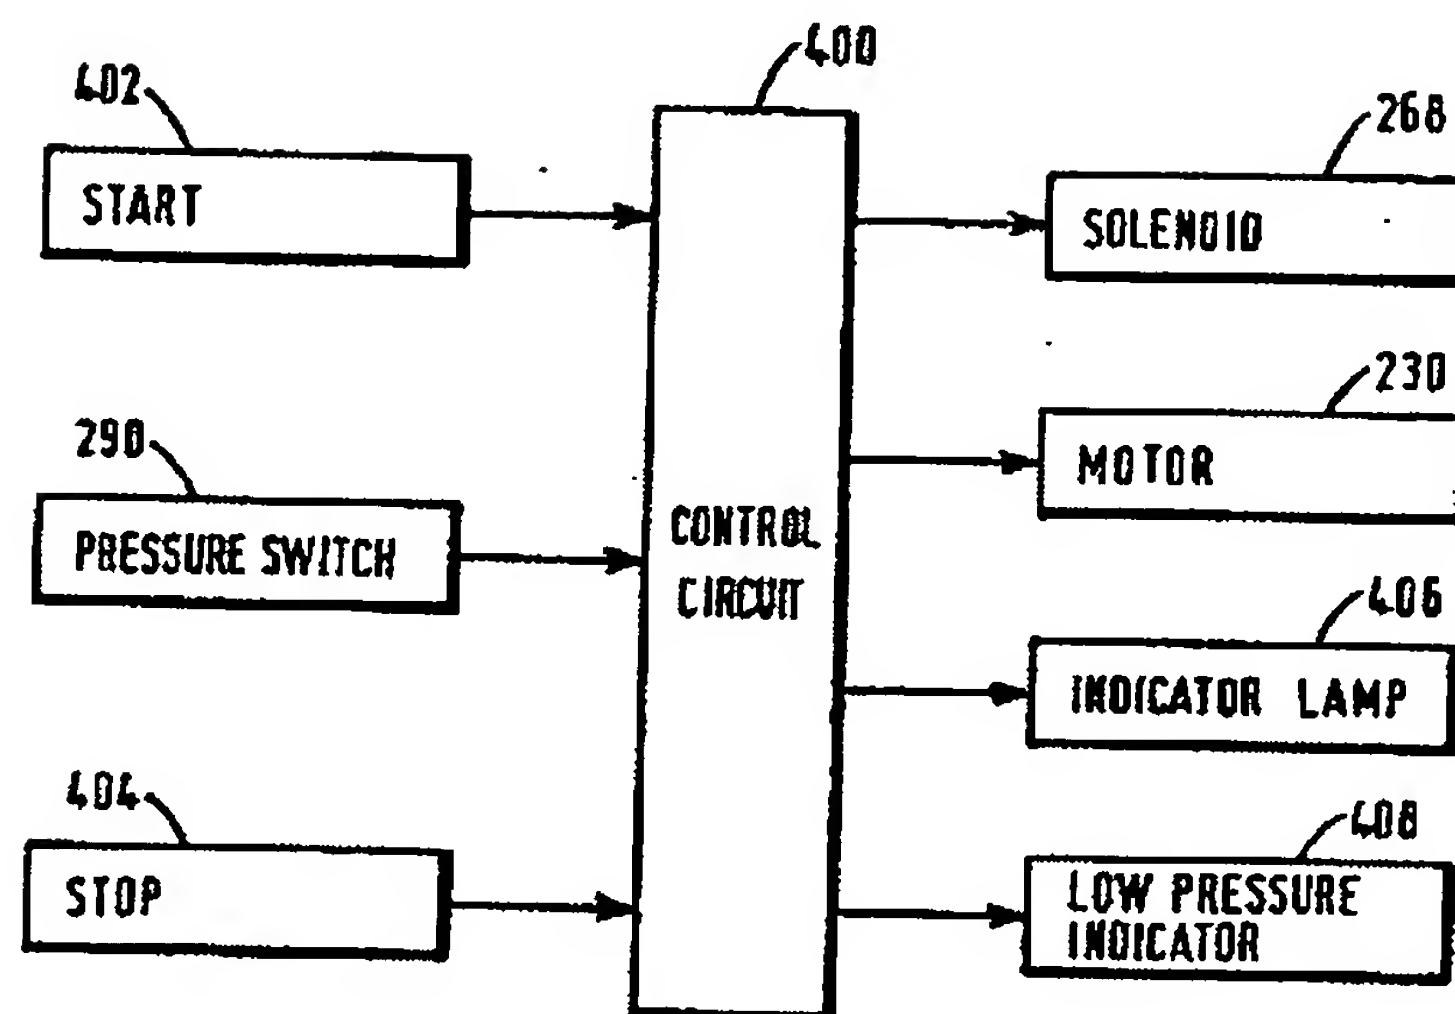 400
402
START
268
SOLENOID
230
MOTOR
290
PRESSURE SWITCH
CONTROL
CIRCUIT
406
INDICATOR LAMP
404
STOP
408
LOW PRESSURE
INDICATOR